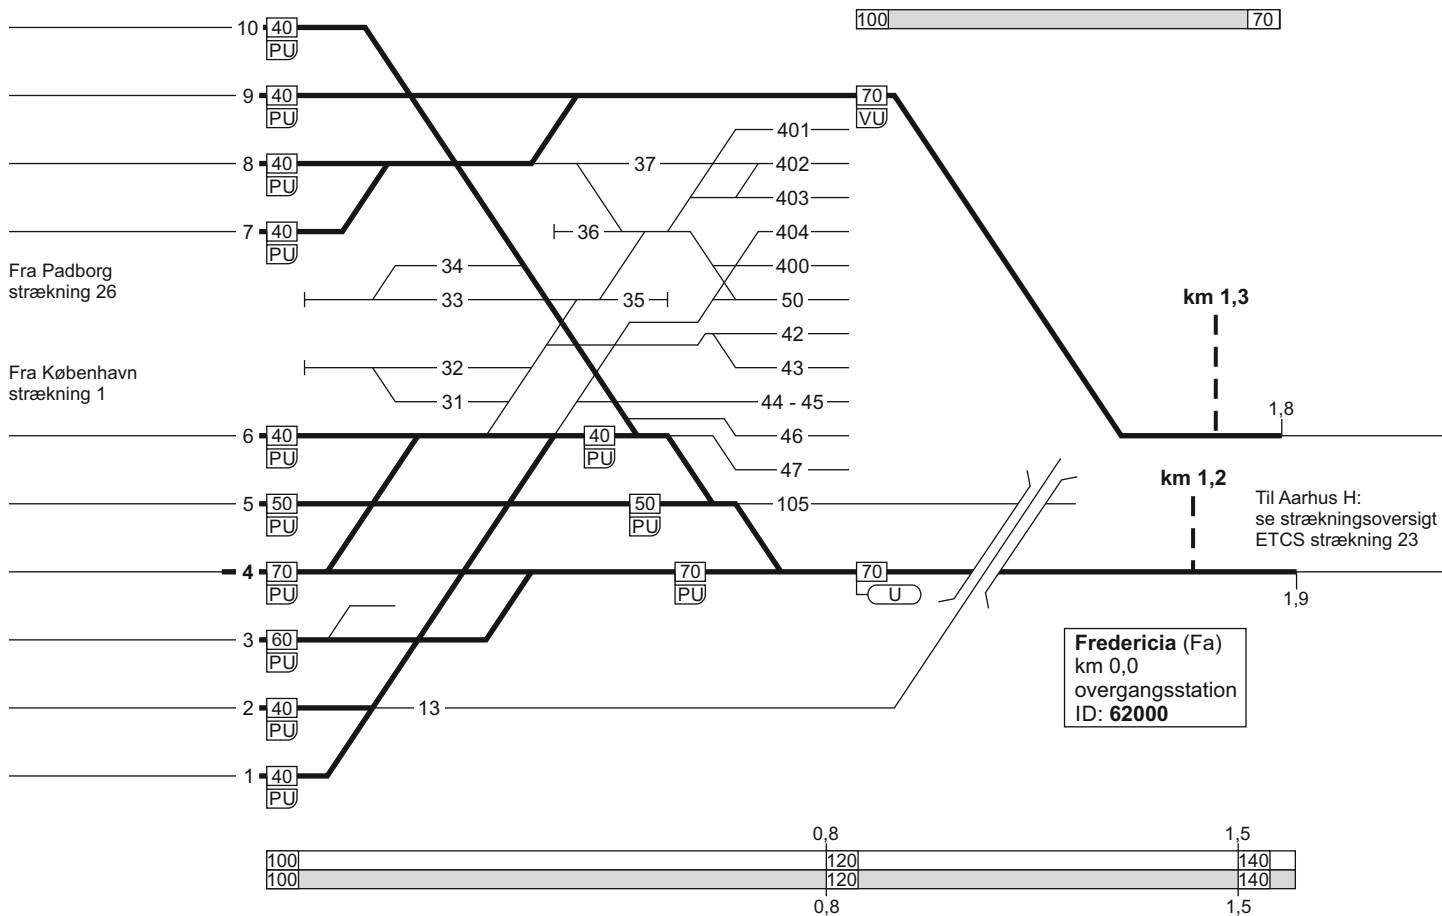 10 40 PU
100 70
9 40 PU
70 VU
401
8 40 PU
37
402
403
7 40 PU
36
404
Fra Padborg
strækning 26
34
400
33
35
50
km 1,3
42
Fra København
strækning 1
32
43
31
44 - 45
1,8
6 40 PU
40 PU
46
47
km 1,2
5 50 PU
50 PU
105
Til Aarhus H:
se strækningsoversigt
ETCS strækning 23
4 70 PU
70 PU
70 U
1,9
3 60 PU
Fredericia (Fa)
km 0,0
overgangsstation
ID: 62000
2 40 PU
13
1 40 PU
0,8 1,5
100 120 140
100 120 140
0,8 1,5